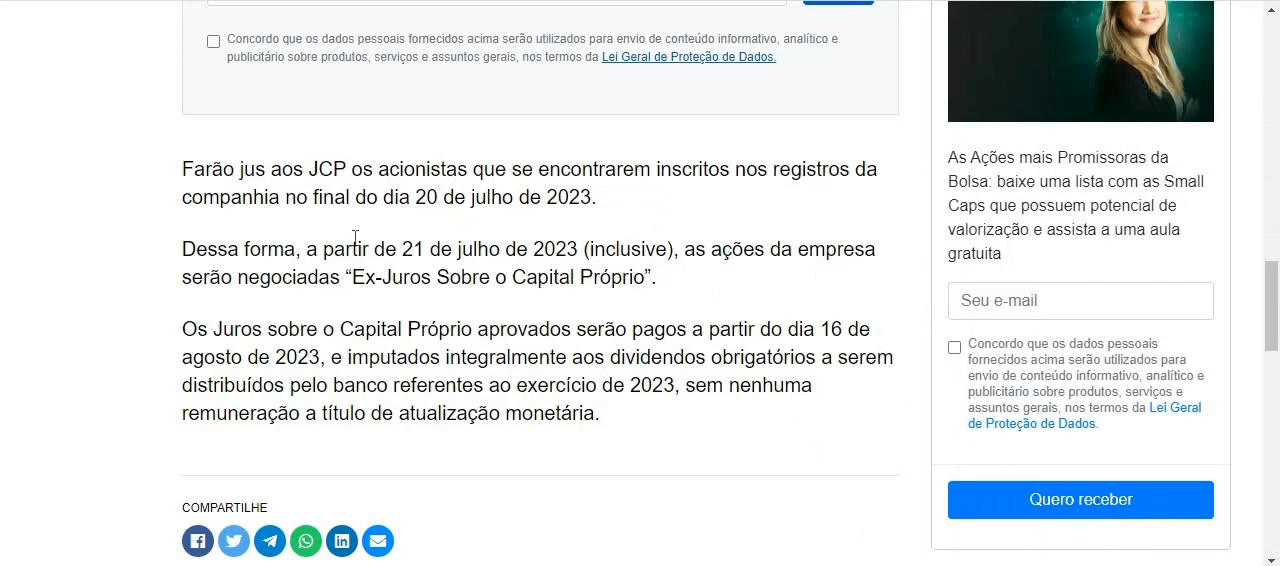 Concordo que os dados pessoais fornecidos acima serão utilizados para envio de conteúdo informativo, analítico e
publicitário sobre produtos, serviços e assuntos gerais, nos termos da Lei Geral de Proteção de Dados.
Farão jus aos JCP os acionistas que se encontrarem inscritos nos registros da
companhia no final do dia 20 de julho de 2023.
Dessa forma, a partir de 21 de julho de 2023 (inclusive), as ações da empresa
serão negociadas “Ex-Juros Sobre o Capital Próprio”.
Os Juros sobre o Capital Próprio aprovados serão pagos a partir do dia 16 de
agosto de 2023, e imputados integralmente aos dividendos obrigatórios a serem
distribuídos pelo banco referentes ao exercício de 2023, sem nenhuma
remuneração a título de atualização monetária.
COMPARTILHE
As Ações mais Promissoras da
Bolsa: baixe uma lista com as Small
Caps que possuem potencial de
valorização e assista a uma aula
gratuita
Seu e-mail
Concordo que os dados pessoais
fornecidos acima serão utilizados para
envio de conteúdo informativo, analítico e
publicitário sobre produtos, serviços e
assuntos gerais, nos termos da Lei Geral
de Proteção de Dados.
Quero receber